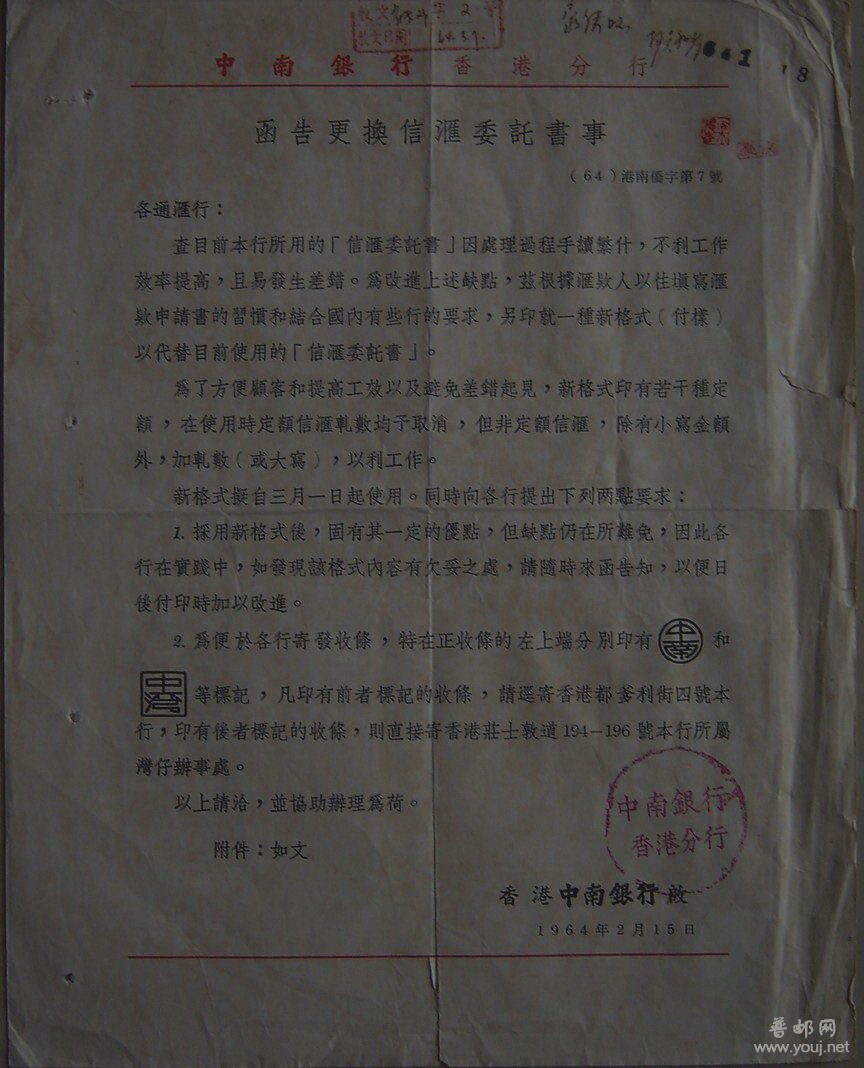 收文 字 2 号
收文日期 64.3.7.
中南銀行 香港分行
8
函告更換信滙委託書事
（64）港南僑字第7號
各通滙行：
查目前本行所用的「信滙委託書」因處理過程手續繁什，不利工作
效率提高，且易發生差錯。爲改進上述缺點，茲根據滙欵人以往填寫滙
欵申請書的習慣和結合國內有些行的要求，另印就一種新格式（付樣）
以代替目前使用的「信滙委託書」。
爲了方便顧客和提高工效以及避免差錯起見，新格式印有若干種定
額，在使用時定額信滙軋數均予取消，但非定額信滙，除有小寫金額
外，加軋數（或大寫），以利工作。
新格式擬自三月一日起使用。同時向各行提出下列两點要求：
1. 採用新格式後，固有其一定的優點，但缺點仍在所難免，因此各
行在實踐中，如發現該格式內容有欠妥之處，請隨時來函告知，以便日
後付印時加以改進。
2. 爲便於各行寄發收條，特在正收條的左上端分別印有 中南 和
等標記，凡印有前者標記的收條，請逕寄香港都爹利街四號本
行，印有後者標記的收條，則直接寄香港莊士敦道194－196號本行所屬
灣仔辦事處。
以上請洽，並協助辦理爲荷。
附件：如文
中南銀行
香港分行
香港中南銀行啟
1964年2月15日
普邮网
www.youj.net